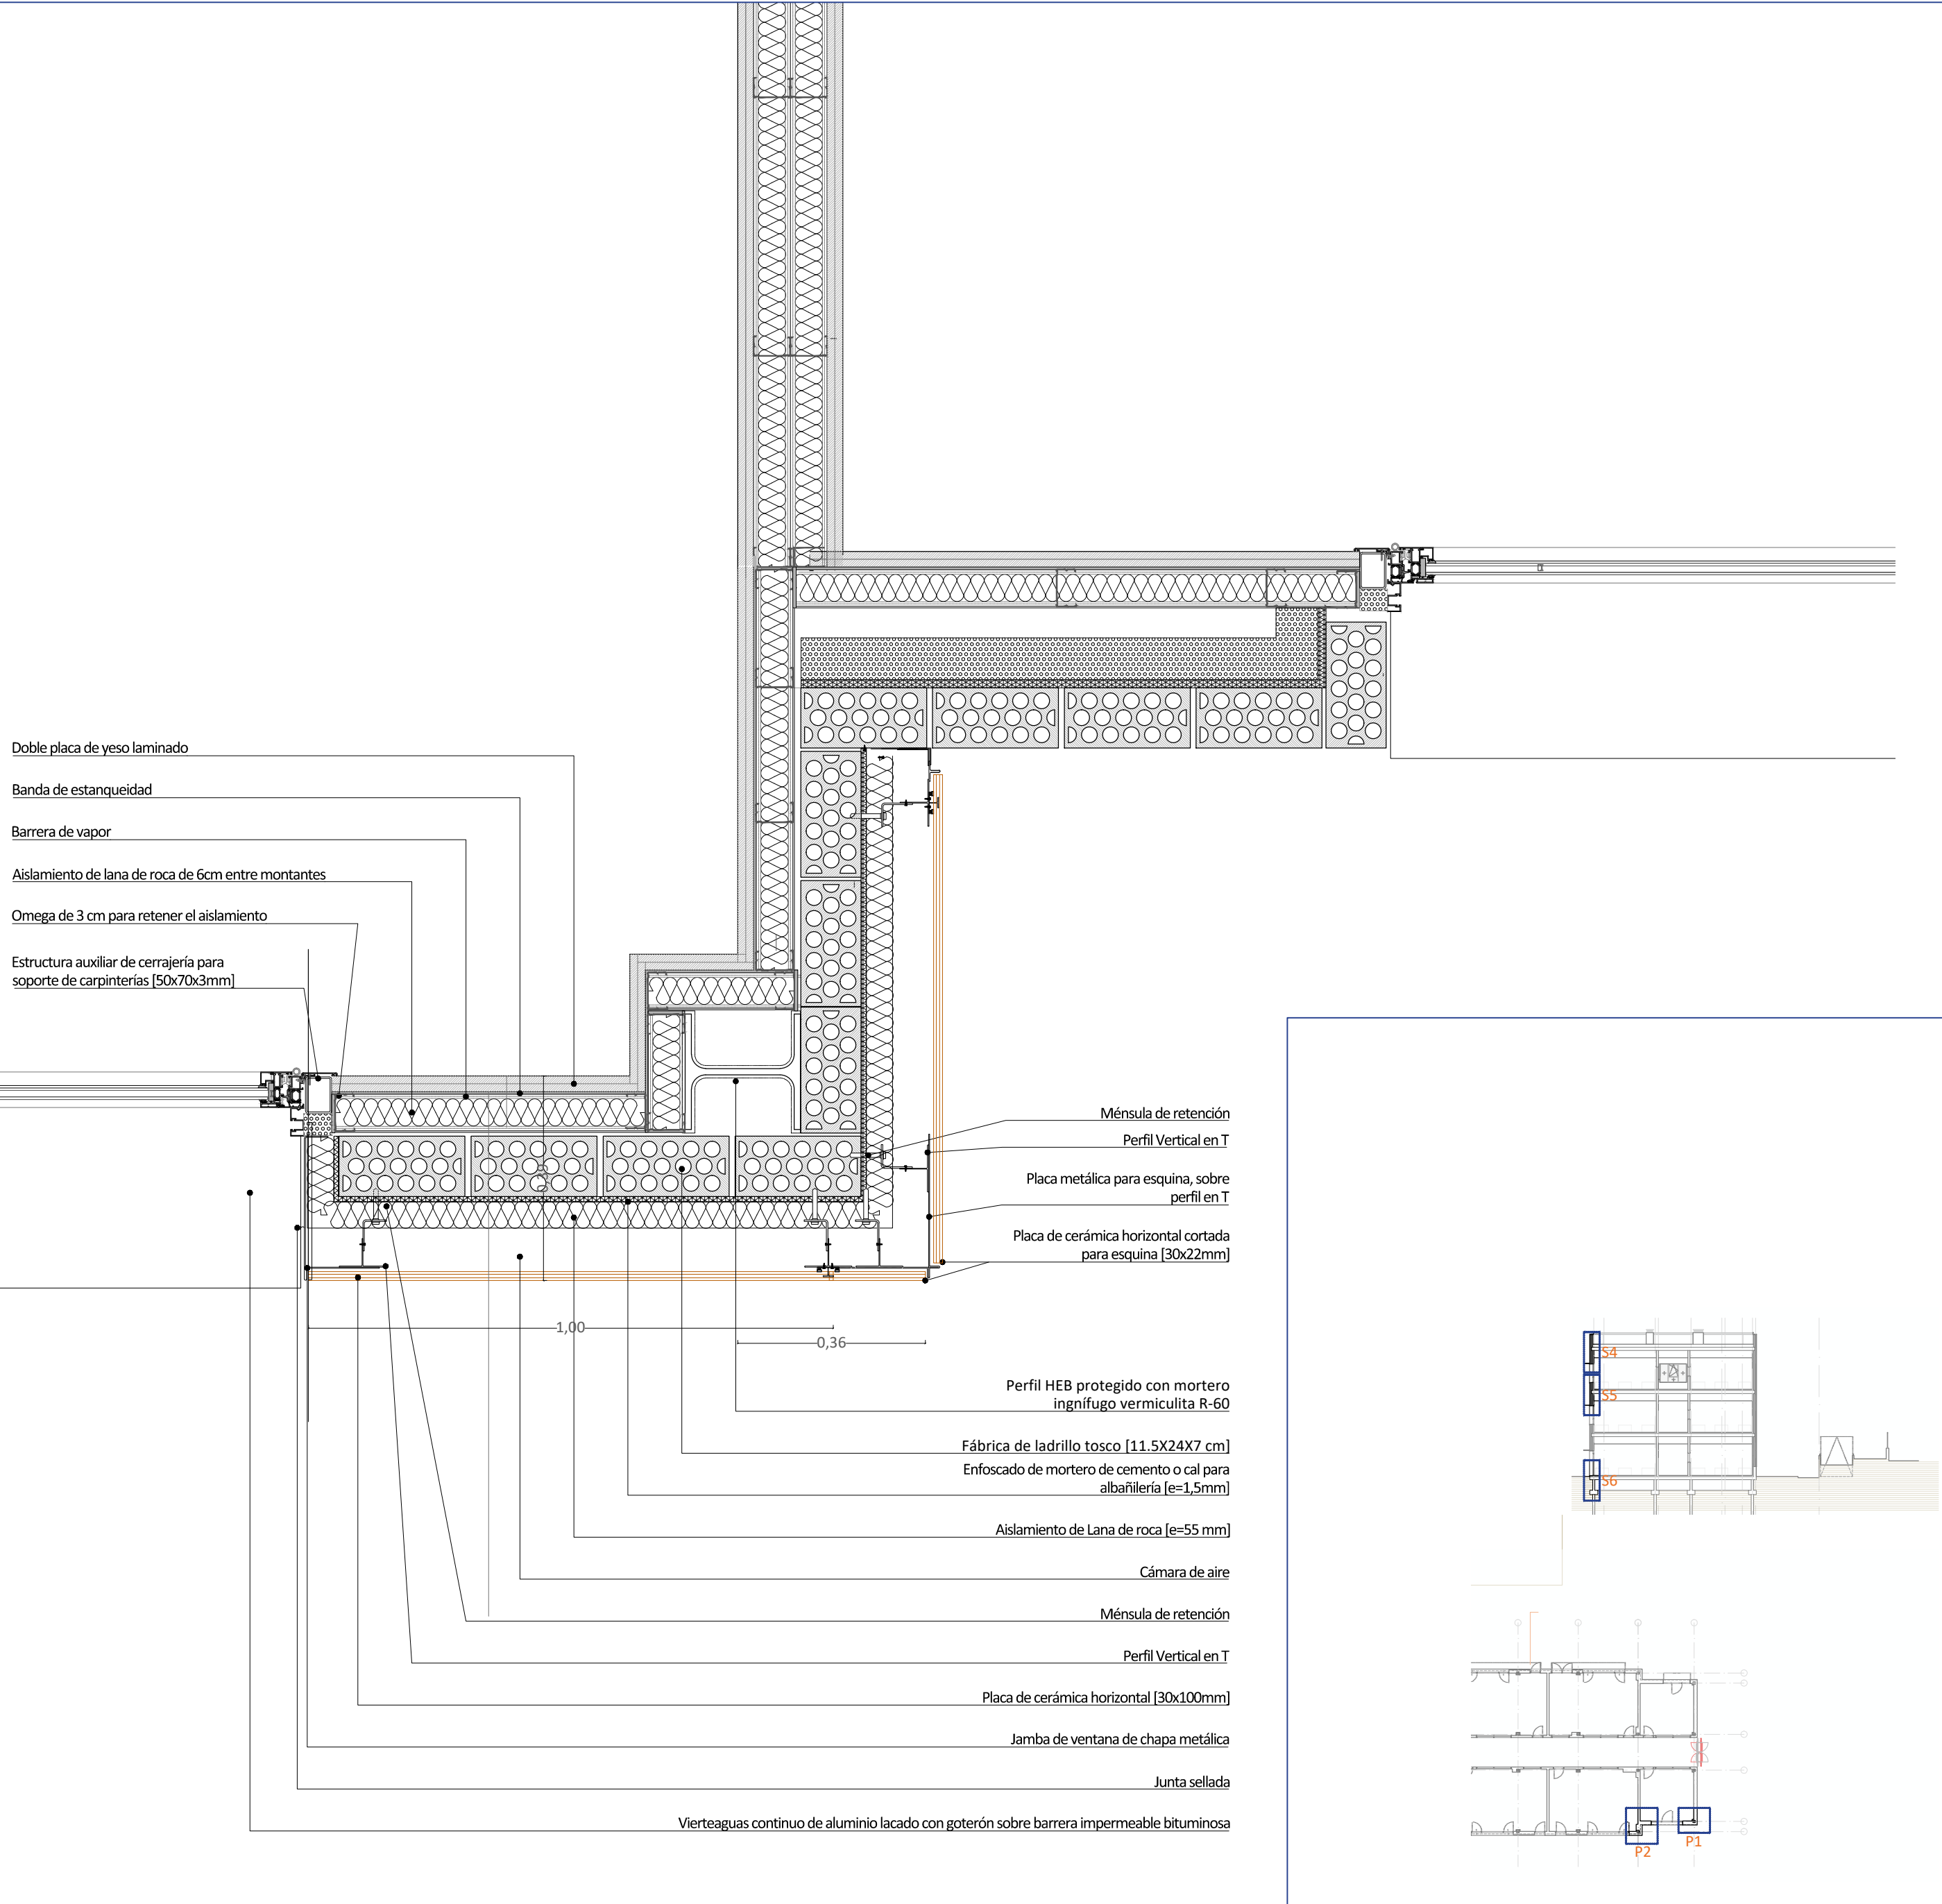 Doble placa de yeso laminado
Banda de estanqueidad
Barrera de vapor
Aislamiento de lana de roca de 6cm entre montantes
Omega de 3 cm para retener el aislamiento
Estructura auxiliar de cerrajería para
soporte de carpinterías [50x70x3mm]
Ménsula de retención
Perfil Vertical en T
Placa metálica para esquina, sobre
perfil en T
Placa de cerámica horizontal cortada
para esquina [30x22mm]
0,39
1,00
0,36
Perfil HEB protegido con mortero
ingnífugo vermiculita R-60
Fábrica de ladrillo tosco [11.5X24X7 cm]
Enfoscado de mortero de cemento o cal para
albañilería [e=1,5mm]
Aislamiento de Lana de roca [e=55 mm]
Cámara de aire
Ménsula de retención
Perfil Vertical en T
Placa de cerámica horizontal [30x100mm]
Jamba de ventana de chapa metálica
Junta sellada
Vierteaguas continuo de aluminio lacado con goterón sobre barrera impermeable bituminosa
S4
S5
S6
P2
P1